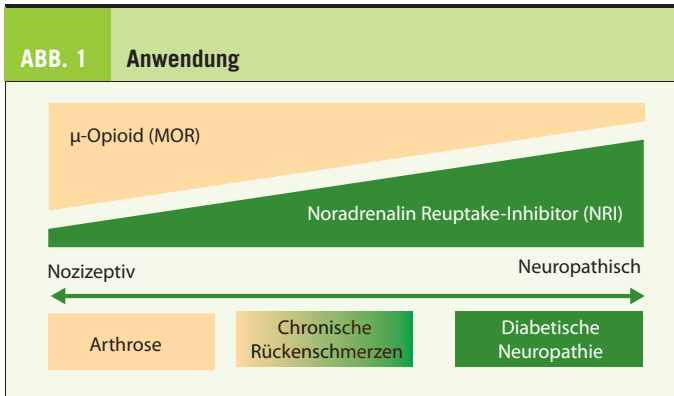 ABB. 1 Anwendung
µ-Opioid (MOR)
Noradrenalin Reuptake-Inhibitor (NRI)
Nozizeptiv Neuropathisch
Arthrose
Chronische
Rückenschmerzen
Diabetische
Neuropathie